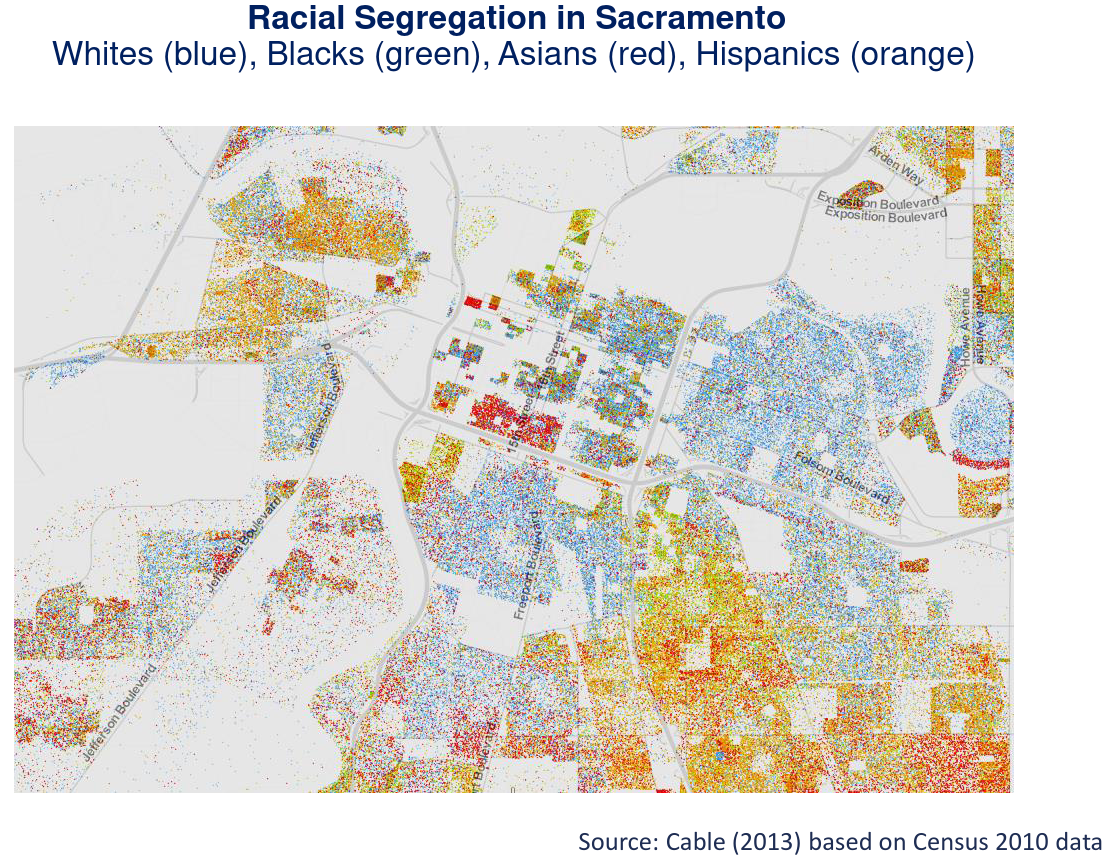 Racial Segregation in Sacramento
Whites (blue), Blacks (green), Asians (red), Hispanics (orange)
Arden Way
Exposition Boulevard
Exposition Boulevard
Howe Avenue
Howe Avenue
16th Street
15th Street
Jefferson Boulevard
Folsom Boulevard
Jefferson Boulevard
Freeport Boulevard
Jefferson Boulevard
Boulevard
Source: Cable (2013) based on Census 2010 data